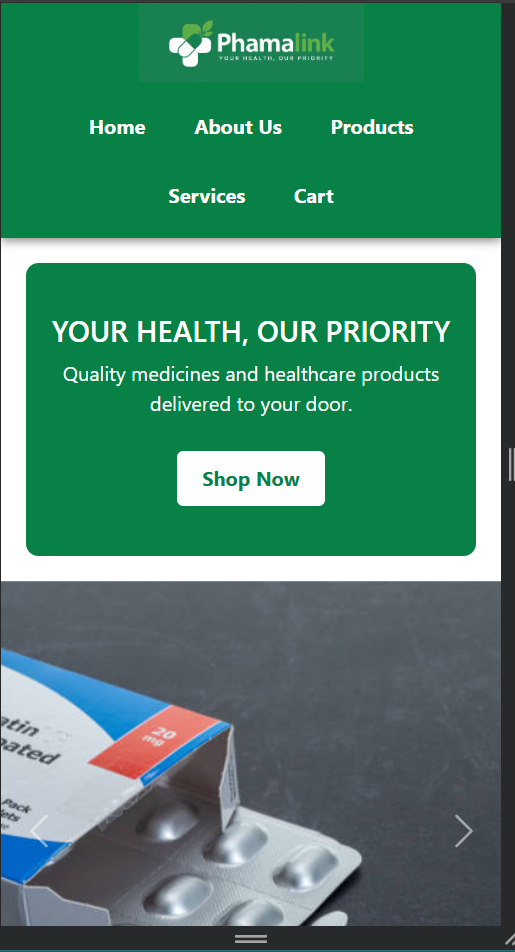 Phamalink
YOUR HEALTH, OUR PRIORITY
Home About Us Products
Services Cart
YOUR HEALTH, OUR PRIORITY
Quality medicines and healthcare products
delivered to your door.
Shop Now
20
mg
atin
oated
Pack
lets